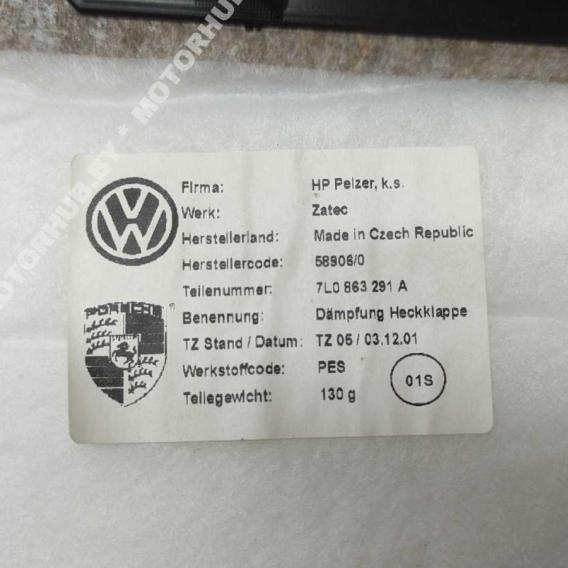 MOTORHUB.BY * MOTORHUB
Firma: HP Pelzer, k.s.
Werk: Zatec
Herstellerland: Made in Czech Republic
Herstellercode: 58906/0
Teilenummer: 7L0 863 291 A
Benennung: Dämpfung Heckklappe
TZ Stand / Datum: TZ 05 / 03.12.01
Werkstoffcode: PES
Teilegewicht: 130 g
01S